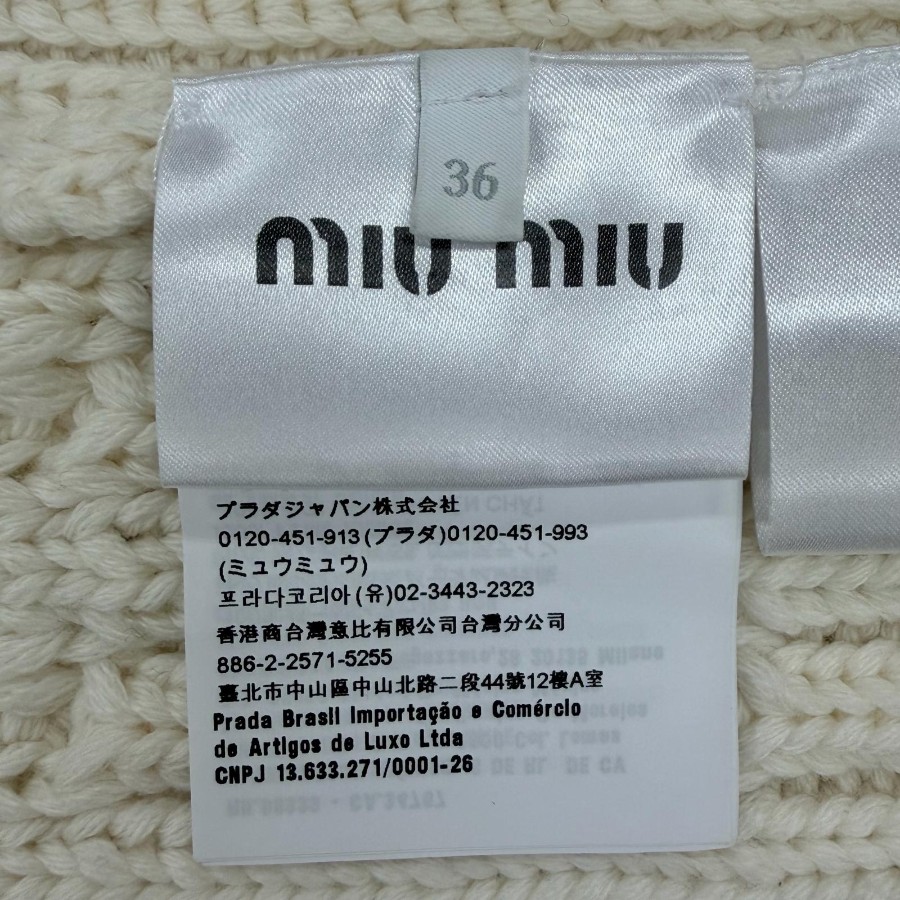 36
miu miu
プラダジャパン株式会社
0120-451-913(プラダ)0120-451-993
(ミュウミュウ)
프라다코리아(유)02-3443-2323
香港商台灣意比有限公司台灣分公司
886-2-2571-5255
臺北市中山區中山北路二段44號12樓A室
Prada Brasil Importação e Comércio
de Artigos de Luxo Ltda
CNPJ 13.633.271/0001-26